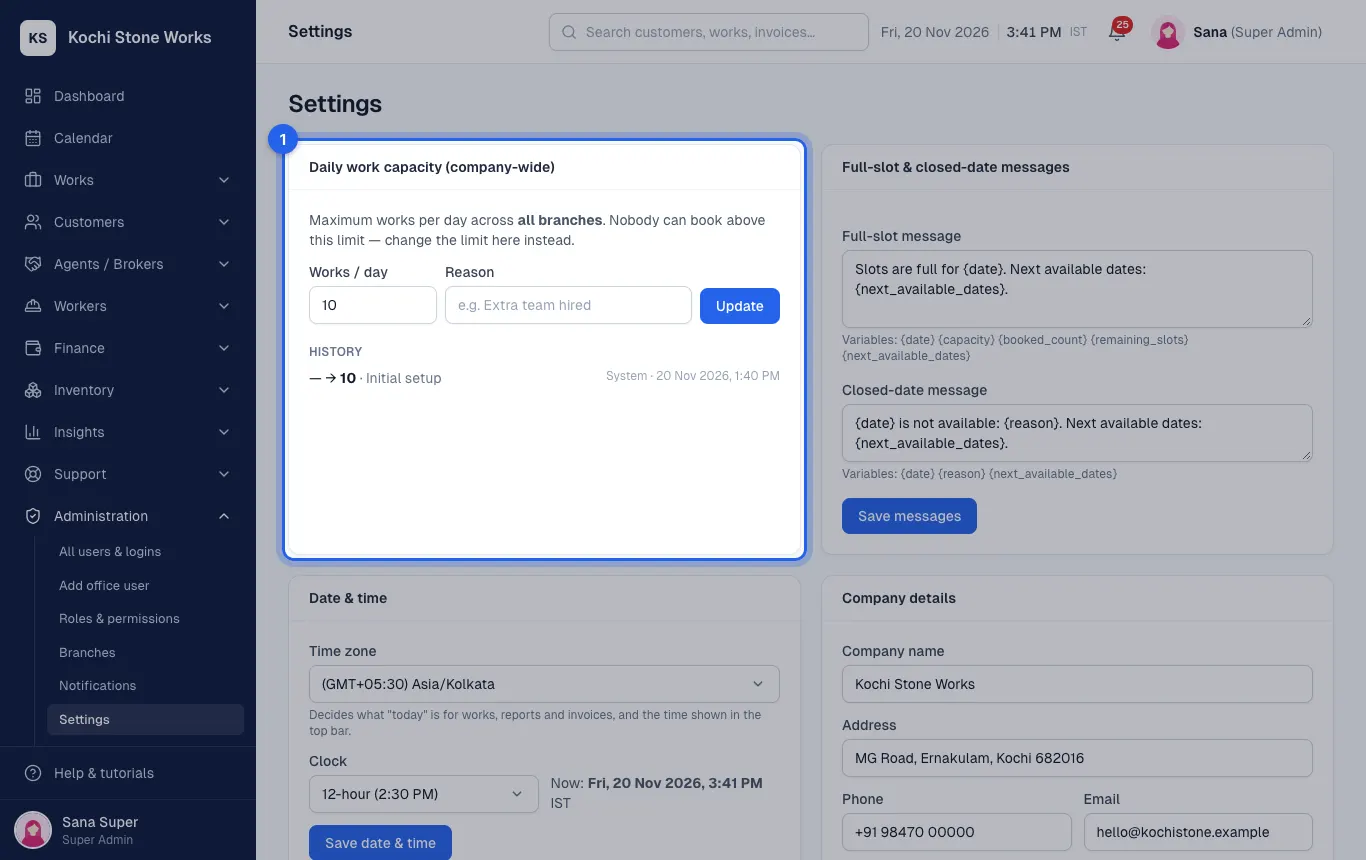 KS
Kochi Stone Works
Dashboard
Calendar
Works
Customers
Agents / Brokers
Workers
Finance
Inventory
Insights
Support
Administration
All users & logins
Add office user
Roles & permissions
Branches
Notifications
Settings
Help & tutorials
Sana Super
Super Admin
Settings
Search customers, works, invoices...
Fri, 20 Nov 2026
3:41 PM IST
25
Sana (Super Admin)
Settings
1
Daily work capacity (company-wide)
Maximum works per day across all branches. Nobody can book above
this limit — change the limit here instead.
Works / day
Reason
10
e.g. Extra team hired
Update
HISTORY
— → 10 · Initial setup
System · 20 Nov 2026, 1:40 PM
Full-slot & closed-date messages
Full-slot message
Slots are full for {date}. Next available dates:
{next_available_dates}.
Variables: {date} {capacity} {booked_count} {remaining_slots}
{next_available_dates}
Closed-date message
{date} is not available: {reason}. Next available dates:
{next_available_dates}.
Variables: {date} {reason} {next_available_dates}
Save messages
Date & time
Time zone
(GMT+05:30) Asia/Kolkata
Decides what "today" is for works, reports and invoices, and the time shown in the
top bar.
Clock
12-hour (2:30 PM)
Now: Fri, 20 Nov 2026, 3:41 PM
IST
Save date & time
Company details
Company name
Kochi Stone Works
Address
MG Road, Ernakulam, Kochi 682016
Phone
Email
+91 98470 00000
hello@kochistone.example